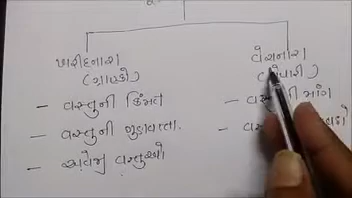 ખરીદનારા
વેચનારા
(ગ્રાહકો)
(વેપારી)
- વસ્તુની કિંમત
- માંગ
- વસ્તુની ગુણવત્તા.
- અવેજી વસ્તુઓ